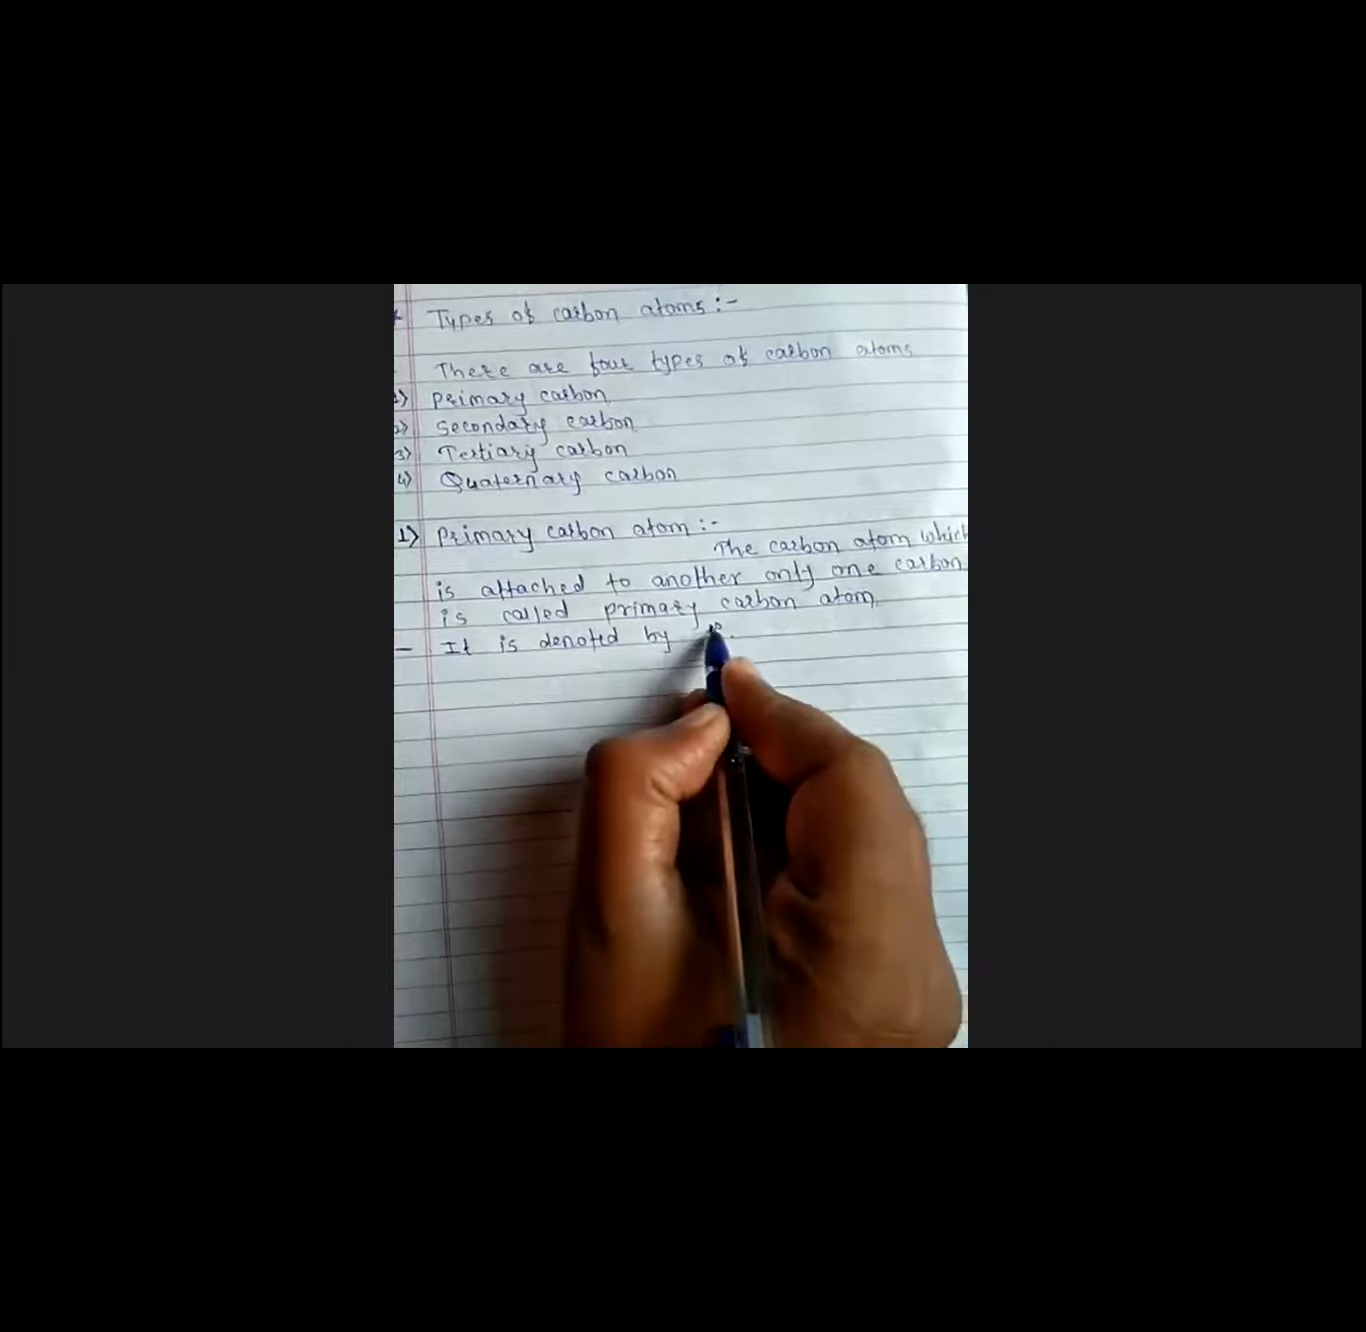 * Types of carbon atoms :-
There are four types of carbon atoms
1) Primary carbon
2) Secondary carbon
3) Tertiary carbon
4) Quaternary carbon
1) Primary carbon atom :-
The carbon atom which
is attached to another only one carbon
is called primary carbon atom.
– It is denoted by 1°.